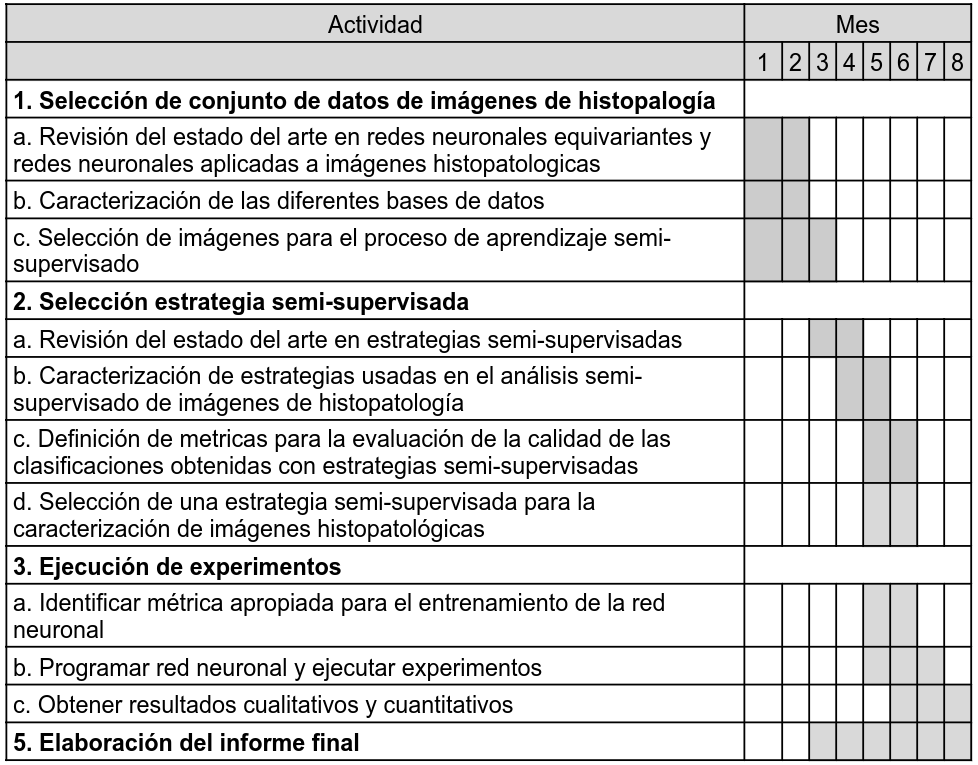 Actividad Mes
1 2 3 4 5 6 7 8
1. Selección de conjunto de datos de imágenes de histopalogía
a. Revisión del estado del arte en redes neuronales equivariantes y
redes neuronales aplicadas a imágenes histopatologicas
b. Caracterización de las diferentes bases de datos
c. Selección de imágenes para el proceso de aprendizaje semi-
supervisado
2. Selección estrategia semi-supervisada
a. Revisión del estado del arte en estrategias semi-supervisadas
b. Caracterización de estrategias usadas en el análisis semi-
supervisado de imágenes de histopatología
c. Definición de metricas para la evaluación de la calidad de las
clasificaciones obtenidas con estrategias semi-supervisadas
d. Selección de una estrategia semi-supervisada para la
caracterización de imágenes histopatológicas
3. Ejecución de experimentos
a. Identificar métrica apropiada para el entrenamiento de la red
neuronal
b. Programar red neuronal y ejecutar experimentos
c. Obtener resultados cualitativos y cuantitativos
5. Elaboración del informe final